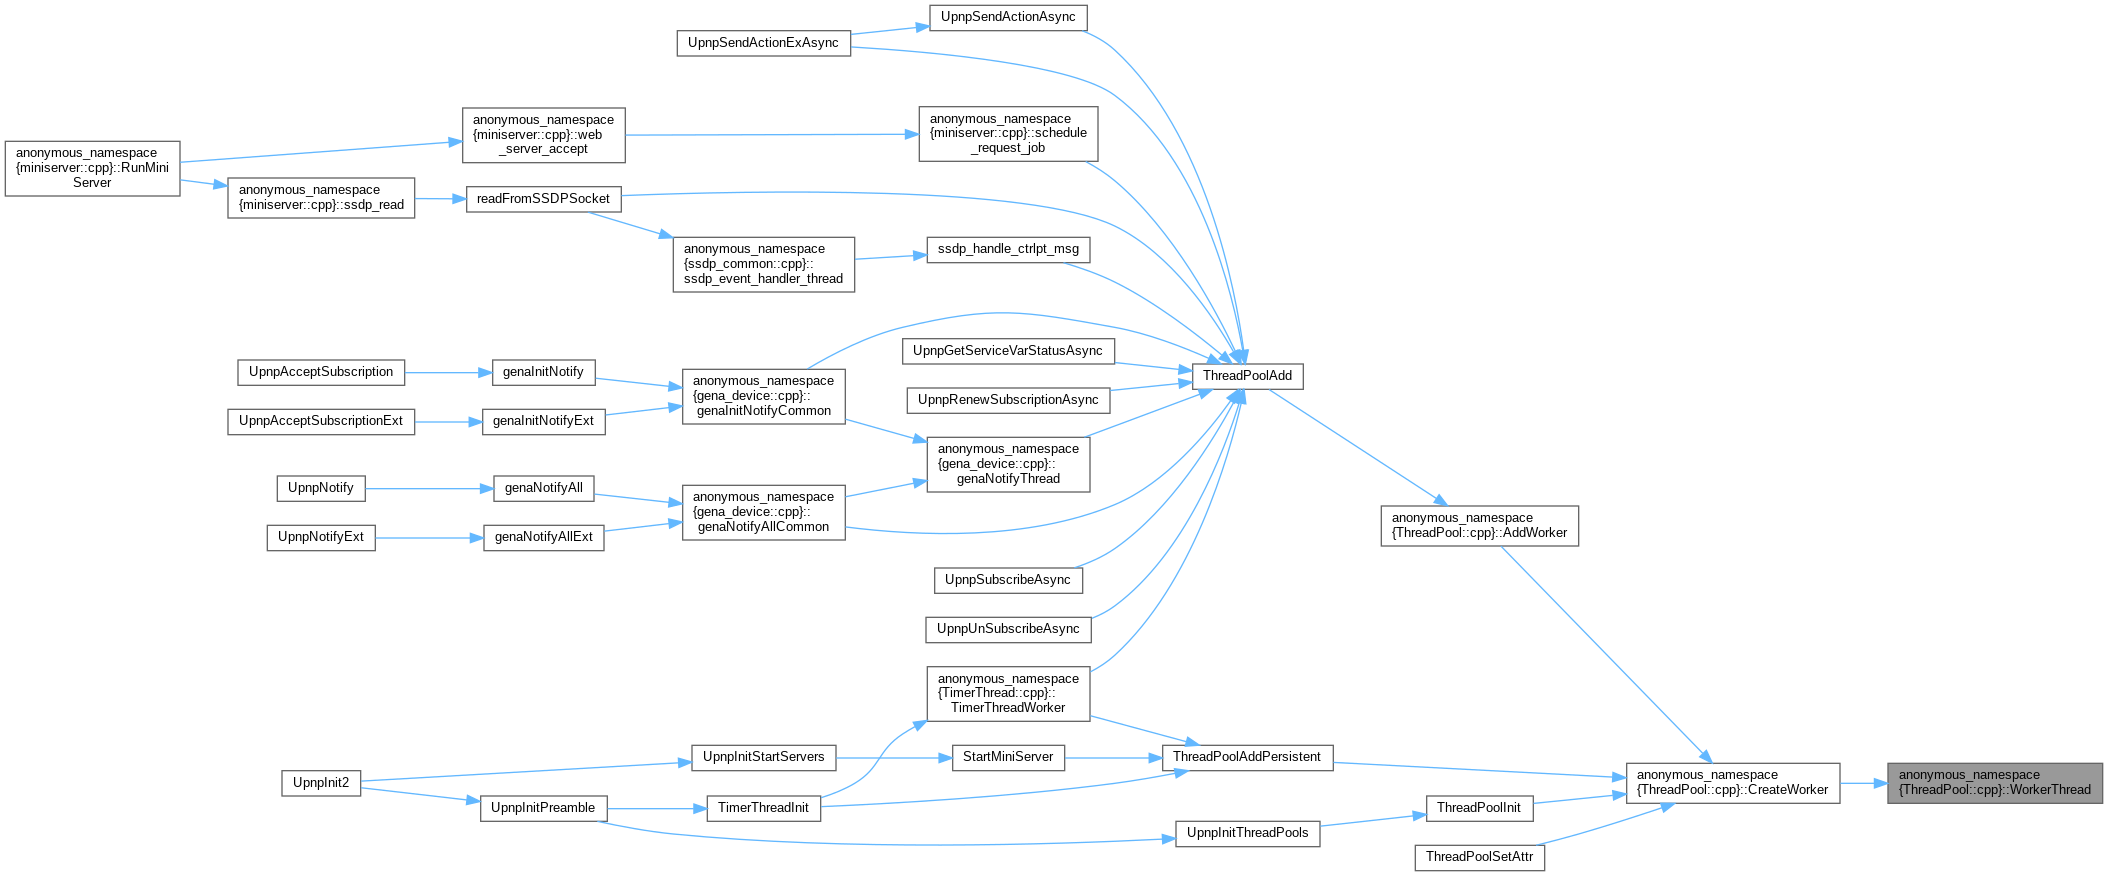 UpnpSendActionAsync
UpnpSendActionExAsync
anonymous_namespace
{miniserver::cpp}::web
_server_accept
anonymous_namespace
{miniserver::cpp}::schedule
_request_job
anonymous_namespace
{miniserver::cpp}::RunMini
Server
anonymous_namespace
{miniserver::cpp}::ssdp_read
readFromSSDPSocket
anonymous_namespace
{ssdp_common::cpp}::
ssdp_event_handler_thread
ssdp_handle_ctrlpt_msg
UpnpGetServiceVarStatusAsync
ThreadPoolAdd
UpnpAcceptSubscription
genaInitNotify
anonymous_namespace
{gena_device::cpp}::
genaInitNotifyCommon
UpnpRenewSubscriptionAsync
UpnpAcceptSubscriptionExt
genaInitNotifyExt
anonymous_namespace
{gena_device::cpp}::
genaNotifyThread
UpnpNotify
genaNotifyAll
anonymous_namespace
{gena_device::cpp}::
genaNotifyAllCommon
anonymous_namespace
{ThreadPool::cpp}::AddWorker
UpnpNotifyExt
genaNotifyAllExt
UpnpSubscribeAsync
UpnpUnSubscribeAsync
anonymous_namespace
{TimerThread::cpp}::
TimerThreadWorker
UpnpInitStartServers
StartMiniServer
ThreadPoolAddPersistent
UpnpInit2
anonymous_namespace
{ThreadPool::cpp}::CreateWorker
anonymous_namespace
{ThreadPool::cpp}::WorkerThread
UpnpInitPreamble
TimerThreadInit
ThreadPoolInit
UpnpInitThreadPools
ThreadPoolSetAttr